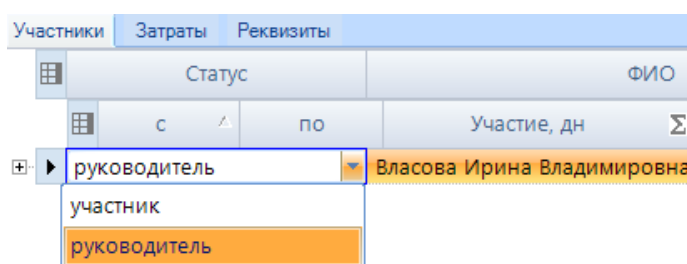 Участники Затраты Реквизиты
Статус ФИО
с по Участие, дн Σ
руководитель Власова Ирина Владимировна
участник
руководитель